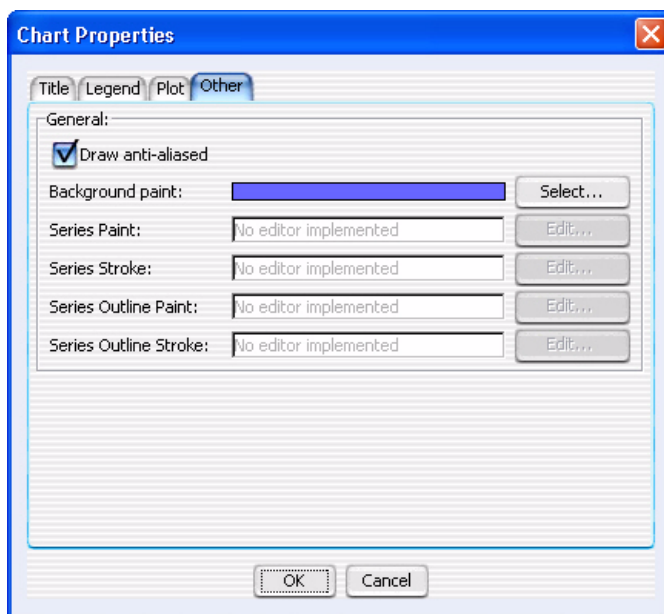 Chart Properties
Title Legend Plot Other
General:
Draw anti-aliased
Background paint: Select...
Series Paint: No editor implemented Edit...
Series Stroke: No editor implemented Edit...
Series Outline Paint: No editor implemented Edit...
Series Outline Stroke: No editor implemented Edit...
OK Cancel